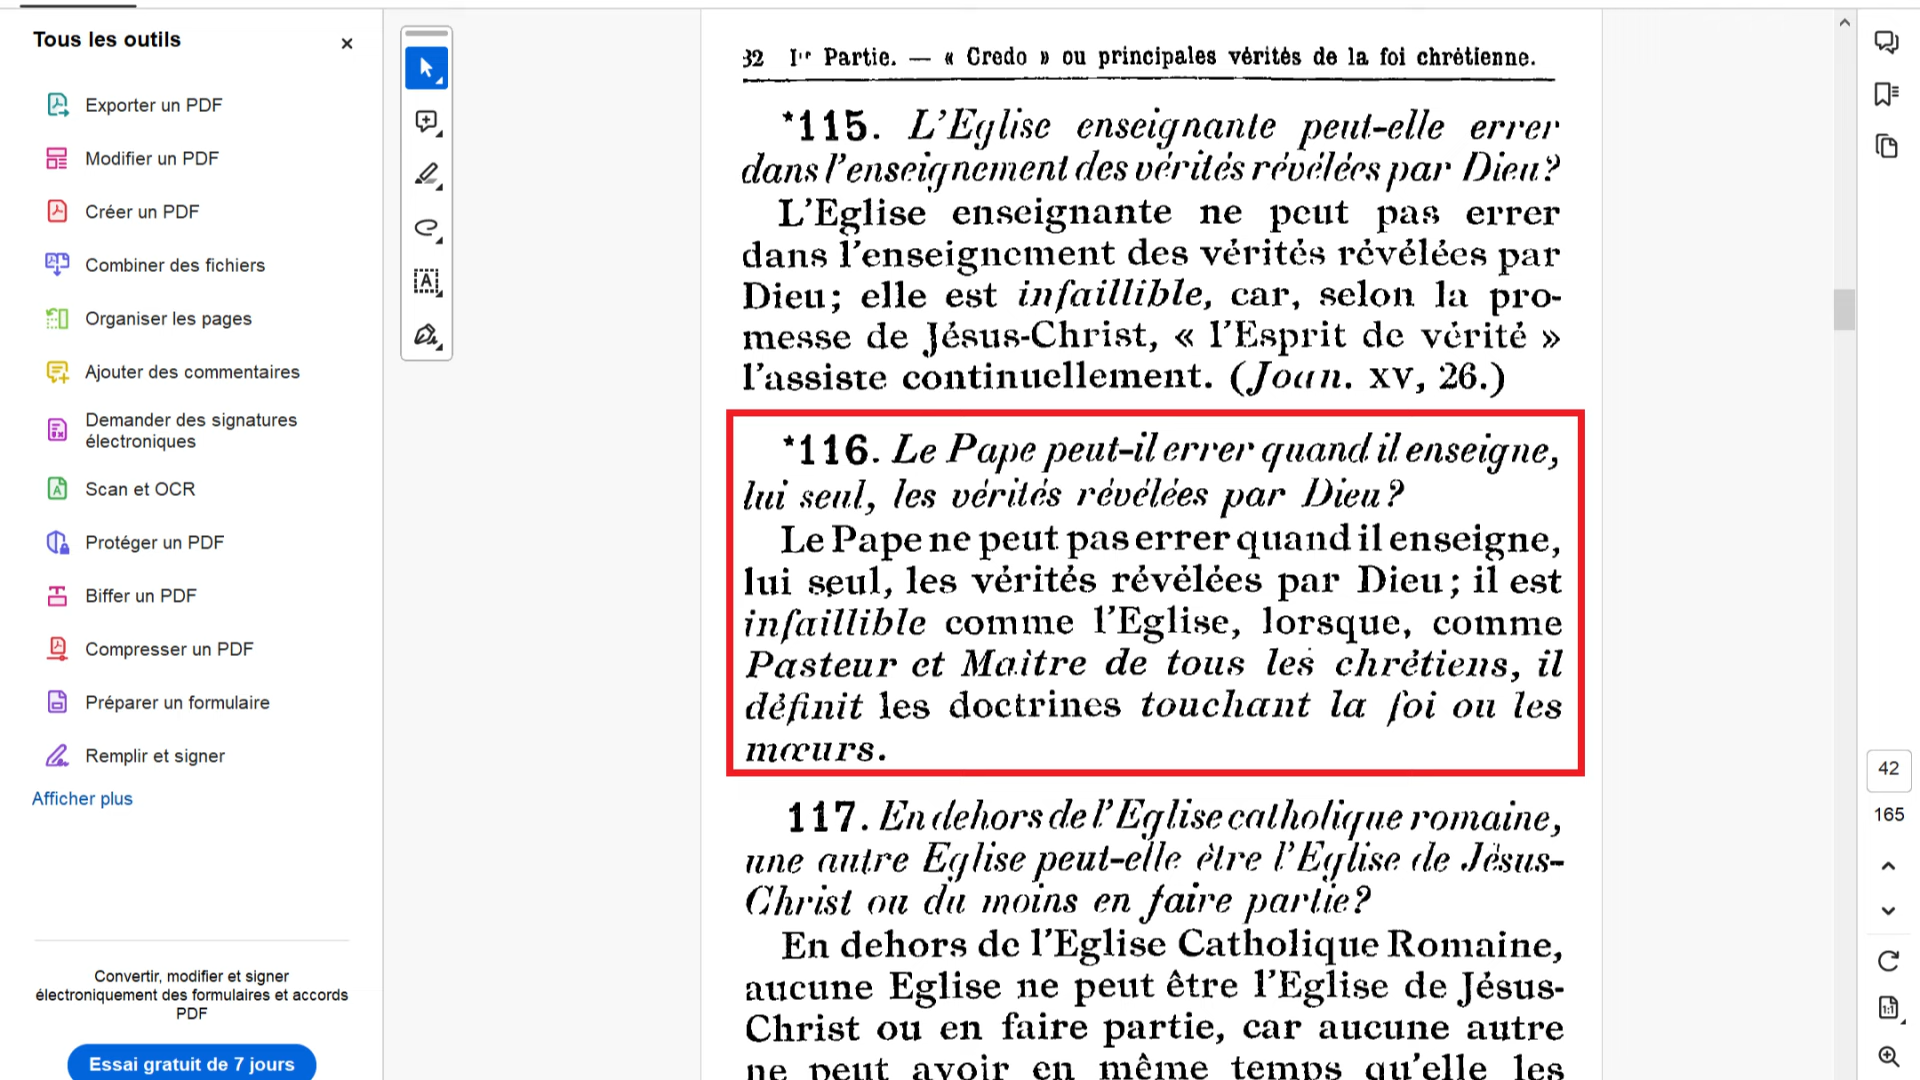 Tous les outils
Exporter un PDF
Modifier un PDF
Créer un PDF
Combiner des fichiers
Organiser les pages
Ajouter des commentaires
Demander des signatures
électroniques
Scan et OCR
Protéger un PDF
Biffer un PDF
Compresser un PDF
Préparer un formulaire
Remplir et signer
Afficher plus
Convertir, modifier et signer
électroniquement des formulaires et accords
PDF
Essai gratuit de 7 jours
32 Iʳᵉ Partie. — « Credo » ou principales vérités de la foi chrétienne.
*115. L'Eglise enseignante peut-elle errer
dans l'enseignement des vérités révélées par Dieu?
L'Eglise enseignante ne peut pas errer
dans l'enseignement des vérités révélées par
Dieu; elle est infaillible, car, selon la pro-
messe de Jésus-Christ, « l'Esprit de vérité »
l'assiste continuellement. (Joan. XV, 26.)
*116. Le Pape peut-il errer quand il enseigne,
lui seul, les vérités révélées par Dieu?
Le Pape ne peut pas errer quand il enseigne,
lui seul, les vérités révélées par Dieu; il est
infaillible comme l'Eglise, lorsque, comme
Pasteur et Maitre de tous les chrétiens, il
définit les doctrines touchant la foi ou les
mœurs.
117. En dehors de l'Eglise catholique romaine,
une autre Eglise peut-elle être l'Eglise de Jésus-
Christ ou du moins en faire partie?
En dehors de l'Eglise Catholique Romaine,
aucune Eglise ne peut être l'Eglise de Jésus-
Christ ou en faire partie, car aucune autre
ne peut avoir en même temps qu'elle les
42
165